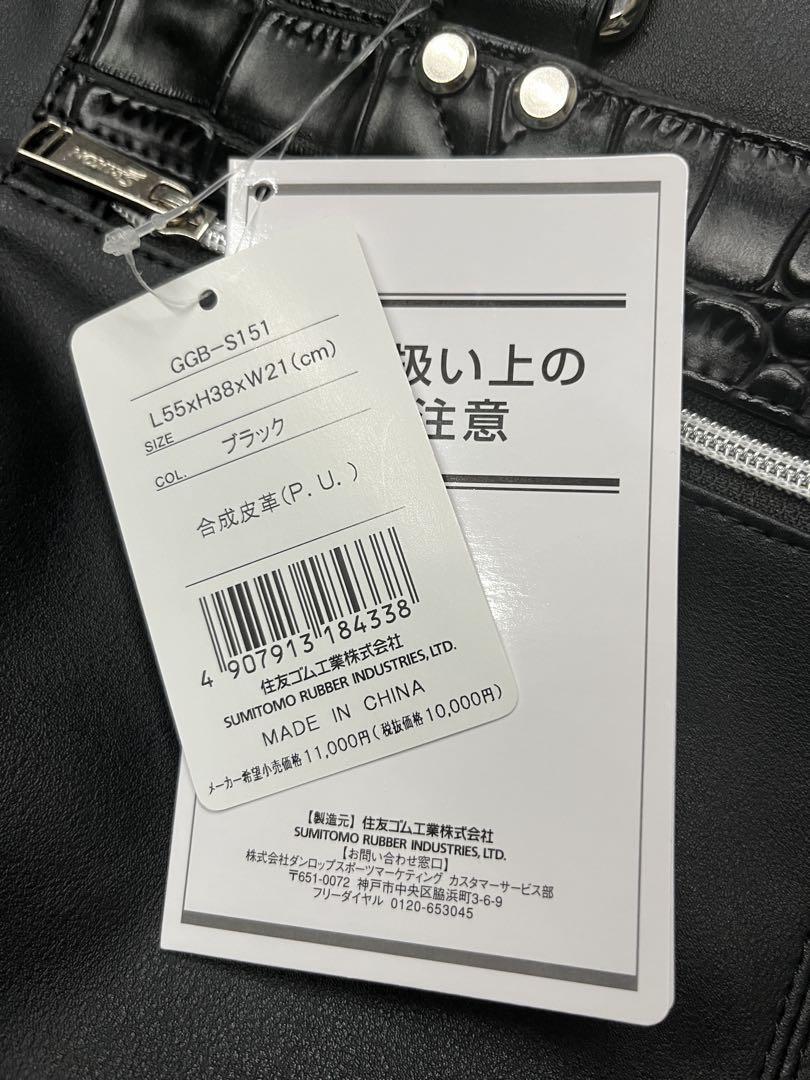 SRIXON
GGB-S151
L55xH38xW21(cm)
SIZE
ブラック
COL.
合成皮革(P.U.)
4 907913 184338
住友ゴム工業株式会社
SUMITOMO RUBBER INDUSTRIES, LTD.
MADE IN CHINA
メーカー希望小売価格11,000円(税抜価格10,000円)
扱い上の
注意
【製造元】住友ゴム工業株式会社
SUMITOMO RUBBER INDUSTRIES, LTD.
【お問い合わせ窓口】
株式会社ダンロップスポーツマーケティング カスタマーサービス部
〒651-0072 神戸市中央区脇浜町3-6-9
フリーダイヤル 0120-653045